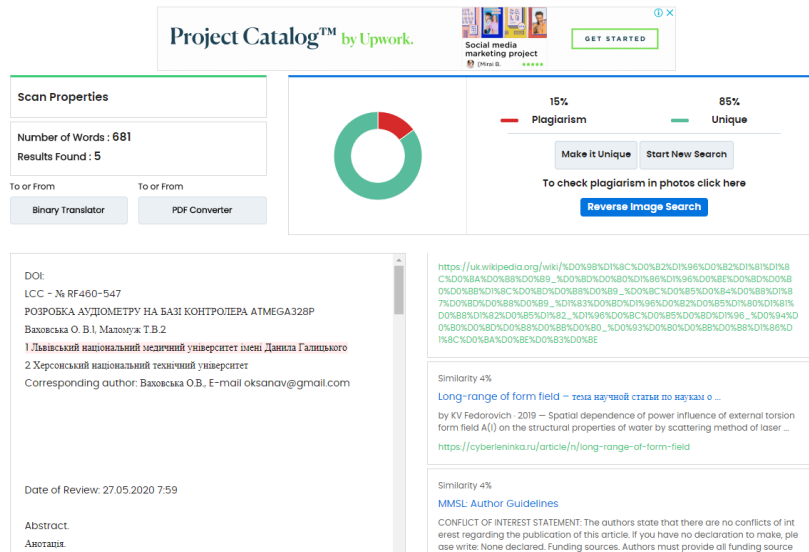 Project Catalog™ by Upwork.
Social media
marketing project
(Mirai B.
GET STARTED
Scan Properties
Number of Words : 681
Results Found : 5
To or From
To or From
Binary Translator
PDF Converter
15%
Plagiarism
85%
Unique
Make it Unique
Start New Search
To check plagiarism in photos click here
Reverse Image Search
DOI:
LCC - № RF460-547
РОЗРОБКА АУДІОМЕТРУ НА БАЗІ КОНТРОЛЕРА ATMEGA328P
Ваховська О. В.1, Маломуж Т.В.2
1 Львівський національний медичний університет імені Данила Галицького
2 Херсонський національний технічний університет
Corresponding author: Ваховська О.В., E-mail oksanav@gmail.com
Date of Review: 27.05.2020 7:59
Abstract.
Анотація.
https://uk.wikipedia.org/wiki/%D0%9B%D1%8C%D0%B2%D1%96%D0%B2%D1%81%D1%8
C%D0%BA%D0%B8%D0%B9_%D0%BD%D0%B0%D1%86%D1%96%D0%BE%D0%BD%D0%B
0%D0%BB%D1%8C%D0%BD%D0%B8%D0%B9_%D0%BC%D0%B5%D0%B4%D0%B8%D1%8
7%D0%BD%D0%B8%D0%B9_%D1%83%D0%BD%D1%96%D0%B2%D0%B5%D1%80%D1%81%
D0%B8%D1%82%D0%B5%D1%82_%D1%96%D0%BC%D0%B5%D0%BD%D1%96_%D0%94%D
0%B0%D0%BD%D0%B8%D0%BB%D0%B0_%D0%93%D0%B0%D0%BB%D0%B8%D1%86%D
1%8C%D0%BA%D0%BE%D0%B3%D0%BE
Similarity 4%
Long-range of form field – тема научной статьи по наукам о ...
by KV Fedorovich · 2019 — Spatial dependence of power influence of external torsion
form field A(I) on the structural properties of water by scattering method of laser ...
https://cyberleninka.ru/article/n/long-range-of-form-field
Similarity 4%
MMSL: Author Guidelines
CONFLICT OF INTEREST STATEMENT: The authors state that there are no conflicts of int
erest regarding the publication of this article. If you have no declaration to make, ple
ase write: None declared. Funding sources. Authors must provide all funding source